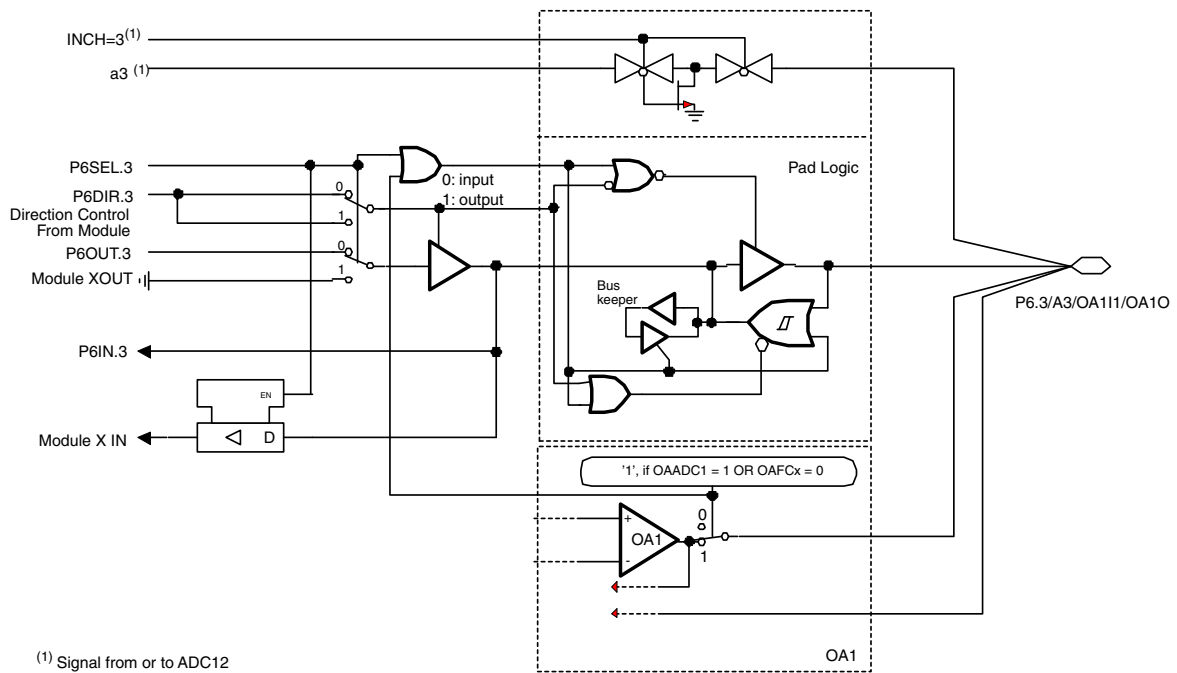 INCH=3(1)
a3 (1)
P6SEL.3
P6DIR.3
Direction Control
From Module
P6OUT.3
Module XOUT
P6IN.3
Module X IN
0
1
0
1
0: input
1: output
EN
D
Pad Logic
Bus
keeper
P6.3/A3/OA1I1/OA1O
'1', if OAADC1 = 1 OR OAFCx = 0
+
-
OA1
0
1
OA1
(1) Signal from or to ADC12